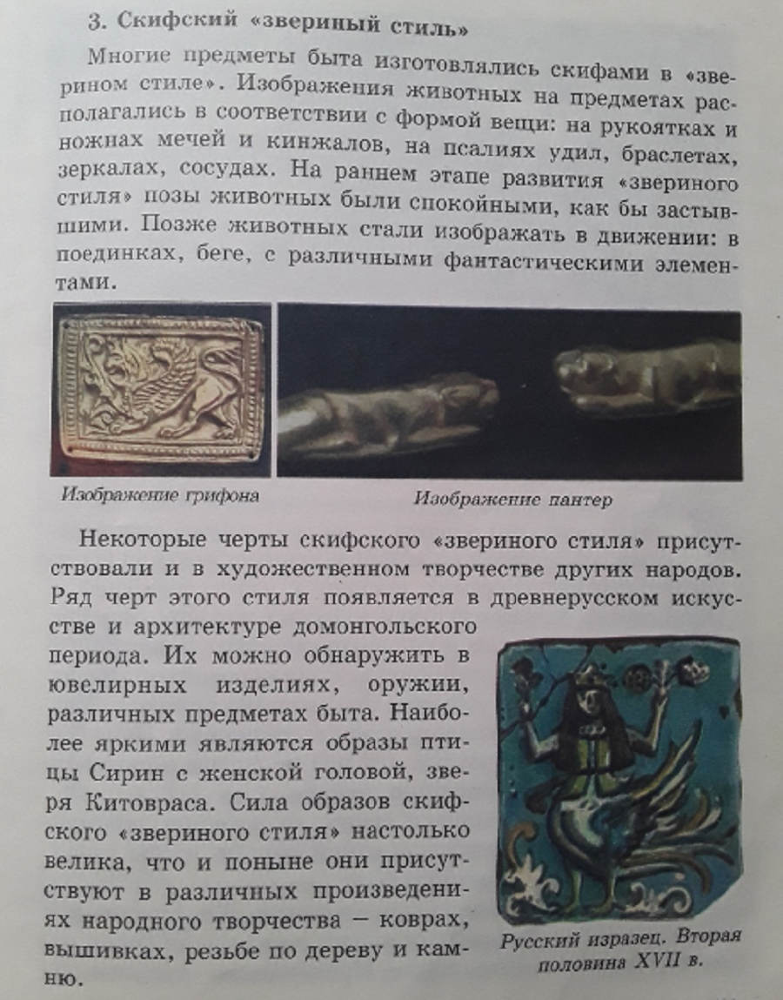 3. Скифский «звериный стиль»
Многие предметы быта изготовлялись скифами в «зве-
рином стиле». Изображения животных на предметах рас-
полагались в соответствии с формой вещи: на рукоятках и
ножнах мечей и кинжалов, на псалиях удил, браслетах,
зеркалах, сосудах. На раннем этапе развития «звериного
стиля» позы животных были спокойными, как бы застыв-
шими. Позже животных стали изображать в движении: в
поединках, беге, с различными фантастическими элемен-
тами.
Изображение грифона
Изображение пантер
Некоторые черты скифского «звериного стиля» присут-
ствовали и в художественном творчестве других народов.
Ряд черт этого стиля появляется в древнерусском искус-
стве и архитектуре домонгольского
периода. Их можно обнаружить в
ювелирных изделиях, оружии,
различных предметах быта. Наибо-
лее яркими являются образы пти-
цы Сирин с женской головой, зве-
ря Китовраса. Сила образов скиф-
ского «звериного стиля» настолько
велика, что и поныне они присут-
ствуют в различных произведени-
ях народного творчества – коврах,
вышивках, резьбе по дереву и кам-
ню.
Русский изразец. Вторая
половина XVII в.